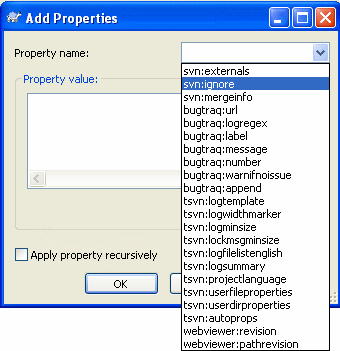 Add Properties
Property name:
Property value:
svn:externals
svn:ignore
svn:mergeinfo
bugtraq:url
bugtraq:logregex
bugtraq:label
bugtraq:message
bugtraq:number
bugtraq:warnifnoissue
bugtraq:append
tsvn:logtemplate
tsvn:logwidthmarker
tsvn:logminsize
tsvn:lockmsgminsize
tsvn:logfilelistenglish
tsvn:logsummary
tsvn:projectlanguage
tsvn:userfileproperties
tsvn:userdirproperties
tsvn:autoprops
webviewer:revision
webviewer:pathrevision
Apply property recursively
OK